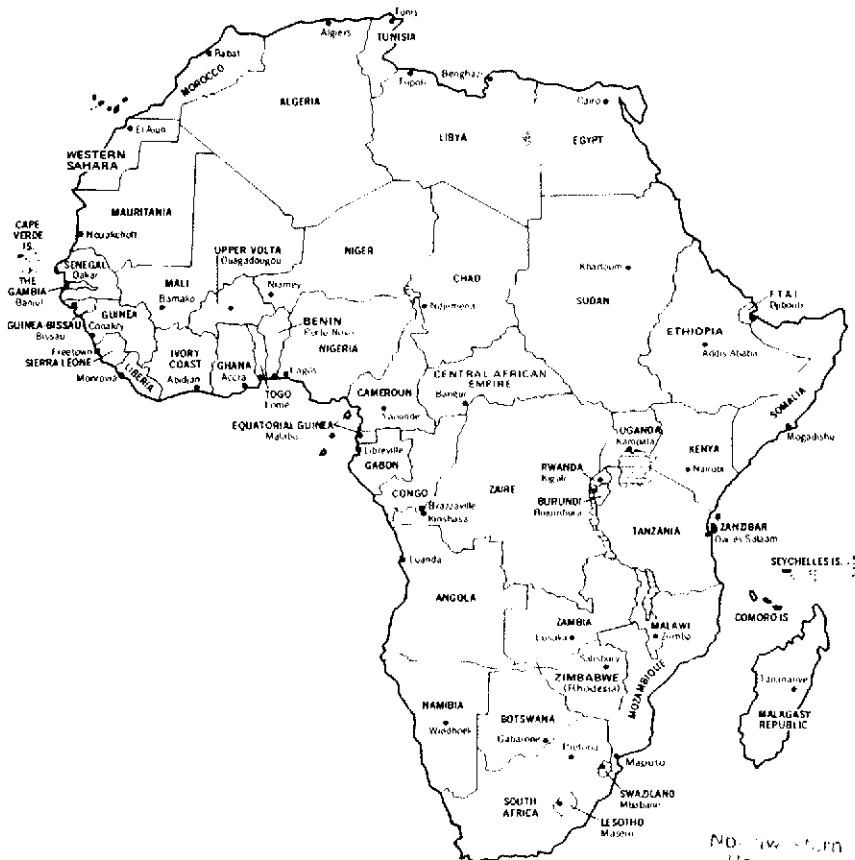 Tunis
Algiers
TUNISIA
Rabat
MOROCCO
Tripoli
Benghazi
Cairo
ALGERIA
El Aiun
LIBYA
EGYPT
WESTERN
SAHARA
MAURITANIA
CAPE
VERDE
IS.
Nouakchott
UPPER VOLTA
Ouagadougou
NIGER
CHAD
SENEGAL
Dakar
MALI
Bamako
Niamey
Khartoum
SUDAN
THE
GAMBIA
Banjul
Ndjamena
F.T.A.I.
Djibouti
GUINEA
Conakry
BENIN
Porto Novo
GUINEA-BISSAU
Bissau
NIGERIA
ETHIOPIA
Addis Ababa
Freetown
SIERRA LEONE
IVORY
COAST
Abidjan
GHANA
Accra
Lagos
CENTRAL AFRICAN
EMPIRE
Bangui
LIBERIA
Monrovia
TOGO
Lome
CAMEROUN
Yaounde
SOMALIA
EQUATORIAL GUINEA
Malabo
UGANDA
Kampala
KENYA
Nairobi
Mogadishu
Libreville
GABON
RWANDA
Kigali
ZAIRE
CONGO
Brazzaville
Kinshasa
BURUNDI
Bujumbura
TANZANIA
ZANZIBAR
Dar es Salaam
Luanda
SEYCHELLES IS.
ANGOLA
COMORO IS
ZAMBIA
Lusaka
MALAWI
Zomba
Salisbury
ZIMBABWE
(Rhodesia)
MOZAMBIQUE
Tananarive
NAMIBIA
Windhoek
BOTSWANA
Gaborone
MALAGASY
REPUBLIC
Pretoria
Maputo
SWAZILAND
Mbabane
SOUTH
AFRICA
LESOTHO
Maseru